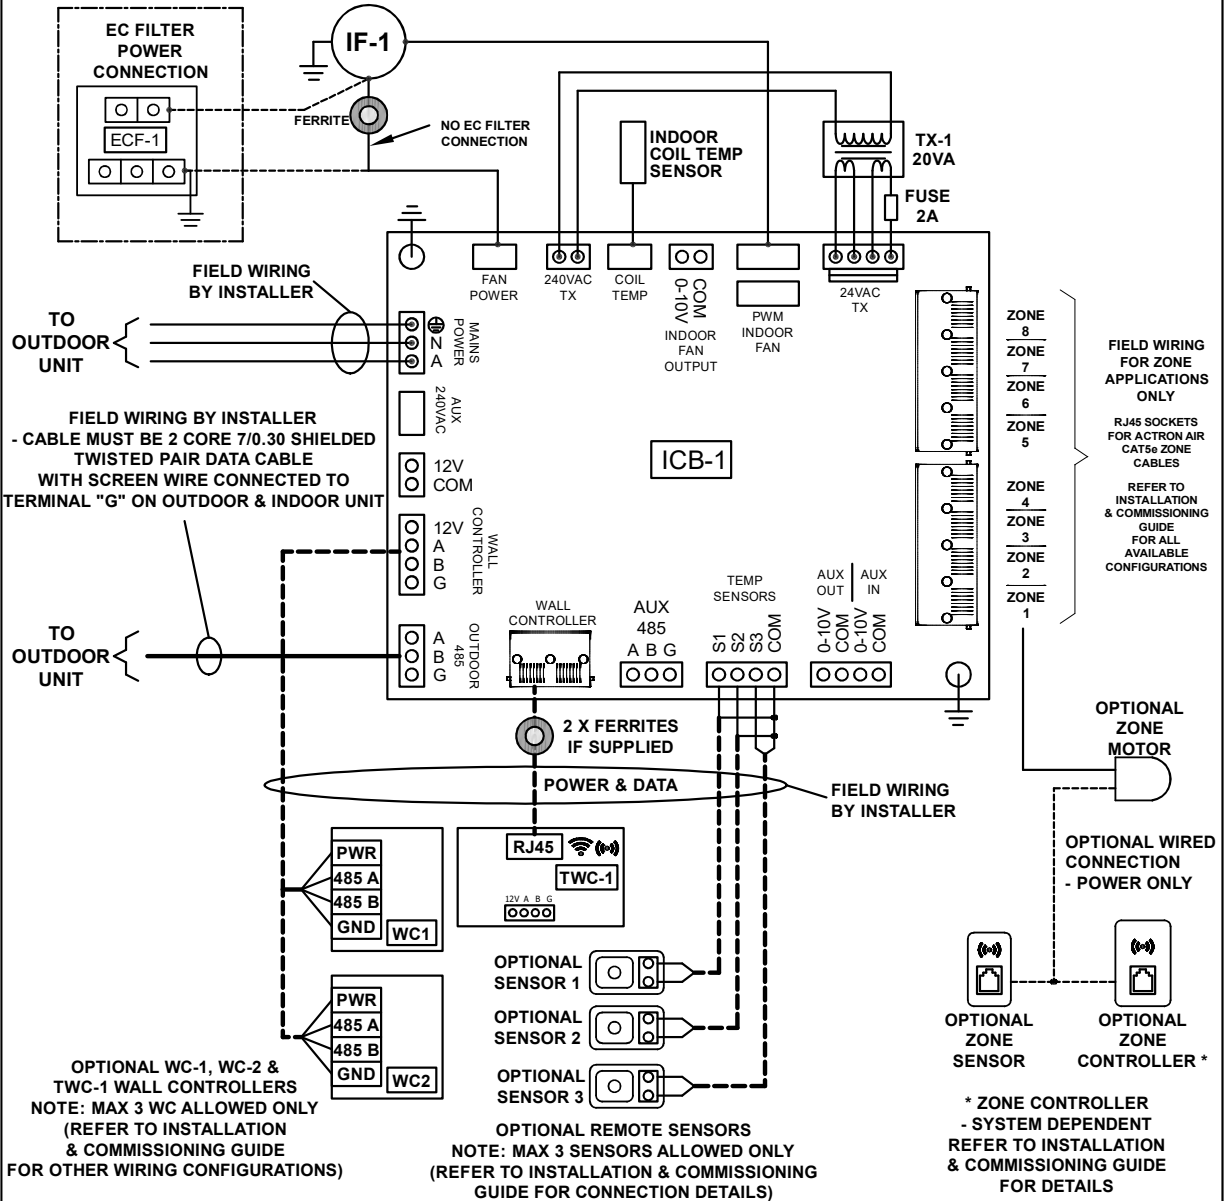 EC FILTER
POWER
CONNECTION
ECF-1
IF-1
FERRITE
NO EC FILTER
CONNECTION
INDOOR
COIL TEMP
SENSOR
TX-1
20VA
FUSE
2A
FAN
POWER
240VAC
TX
COIL
TEMP
0-10V
COM
INDOOR
FAN
OUTPUT
PWM
INDOOR
FAN
24VAC
TX
FIELD WIRING
BY INSTALLER
TO
OUTDOOR
UNIT
N
A
MAINS
POWER
AUX
240VAC
12V
COM
FIELD WIRING BY INSTALLER
- CABLE MUST BE 2 CORE 7/0.30 SHIELDED
TWISTED PAIR DATA CABLE
WITH SCREEN WIRE CONNECTED TO
TERMINAL "G" ON OUTDOOR & INDOOR UNIT
12V
A
B
G
WALL
CONTROLLER
TO
OUTDOOR
UNIT
A
B
G
OUTDOOR
485
ICB-1
WALL
CONTROLLER
AUX
485
A B G
TEMP
SENSORS
S1
S2
S3
COM
AUX
OUT
AUX
IN
0-10V
COM
0-10V
COM
ZONE
8
ZONE
7
ZONE
6
ZONE
5
ZONE
4
ZONE
3
ZONE
2
ZONE
1
FIELD WIRING
FOR ZONE
APPLICATIONS
ONLY
RJ45 SOCKETS
FOR ACTRON AIR
CAT5e ZONE
CABLES
REFER TO
INSTALLATION
& COMMISSIONING
GUIDE
FOR ALL
AVAILABLE
CONFIGURATIONS
2 X FERRITES
IF SUPPLIED
POWER & DATA
FIELD WIRING
BY INSTALLER
OPTIONAL
ZONE
MOTOR
OPTIONAL WIRED
CONNECTION
- POWER ONLY
PWR
485 A
485 B
GND
WC1
RJ45
TWC-1
12V A B G
PWR
485 A
485 B
GND
WC2
OPTIONAL
SENSOR 1
OPTIONAL
SENSOR 2
OPTIONAL
SENSOR 3
OPTIONAL
ZONE
SENSOR
OPTIONAL
ZONE
CONTROLLER *
OPTIONAL WC-1, WC-2 &
TWC-1 WALL CONTROLLERS
NOTE: MAX 3 WC ALLOWED ONLY
(REFER TO INSTALLATION
& COMMISSIONING GUIDE
FOR OTHER WIRING CONFIGURATIONS)
OPTIONAL REMOTE SENSORS
NOTE: MAX 3 SENSORS ALLOWED ONLY
(REFER TO INSTALLATION & COMMISSIONING
GUIDE FOR CONNECTION DETAILS)
* ZONE CONTROLLER
- SYSTEM DEPENDENT
REFER TO INSTALLATION
& COMMISSIONING GUIDE
FOR DETAILS